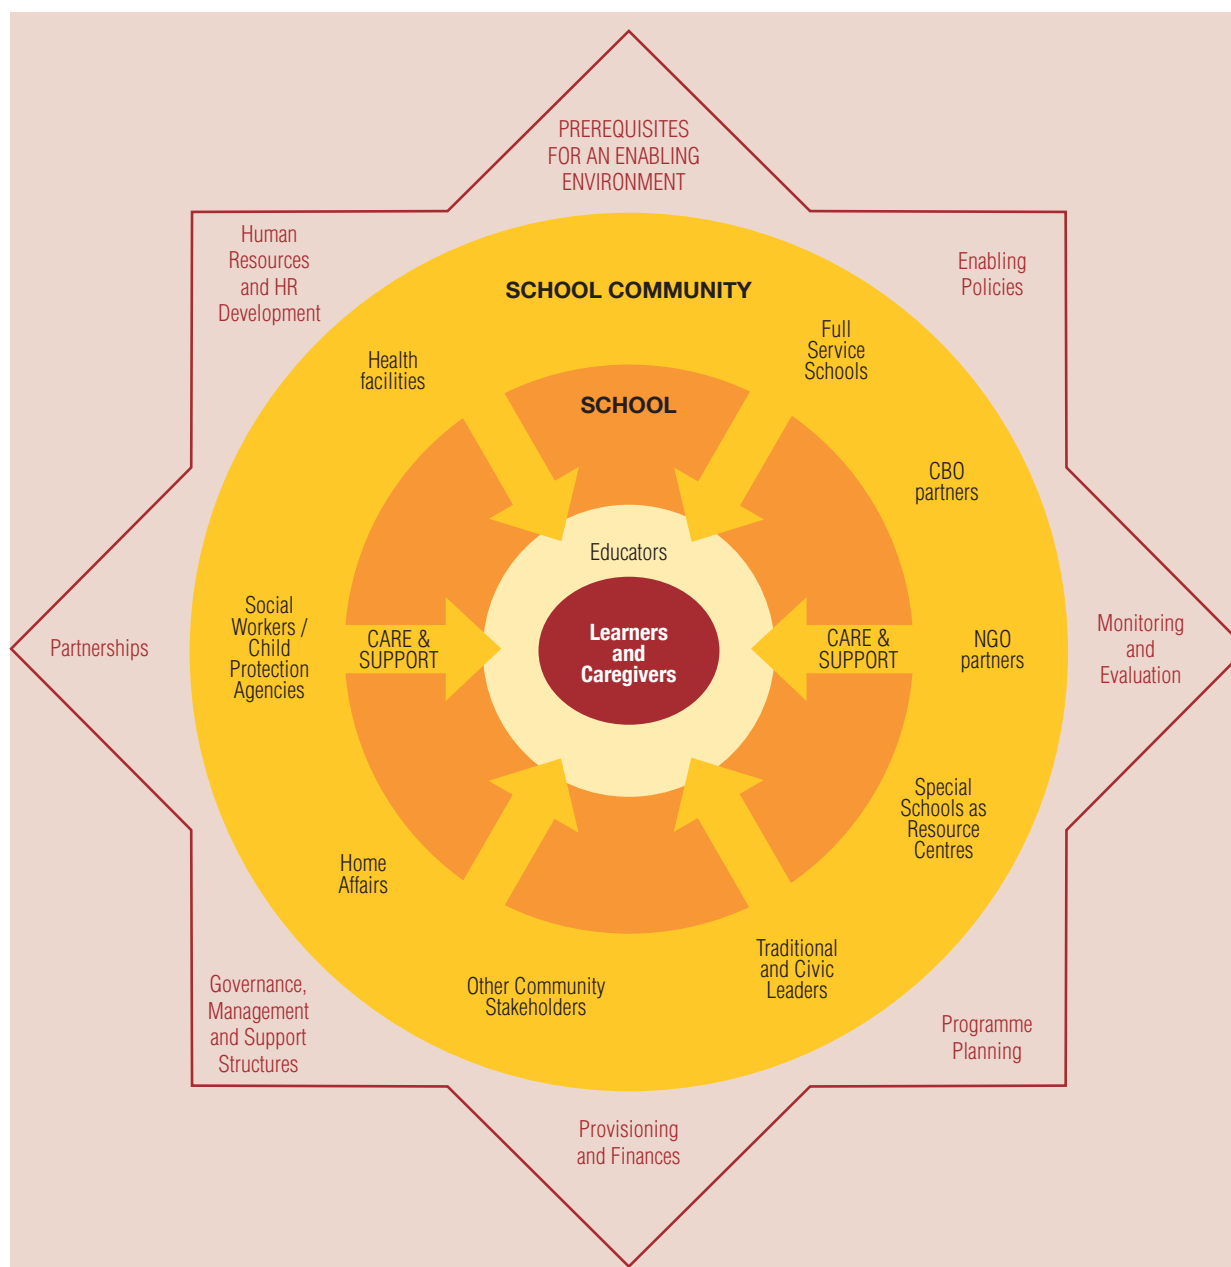 PREREQUISITES
FOR AN ENABLING
ENVIRONMENT
Human
Resources
and HR
Development
Enabling
Policies
SCHOOL COMMUNITY
Health
facilities
Full
Service
Schools
SCHOOL
CBO
partners
Educators
Partnerships
Social
Workers /
Child
Protection
Agencies
CARE &
SUPPORT
Learners
and
Caregivers
CARE &
SUPPORT
NGO
partners
Monitoring
and
Evaluation
Special
Schools as
Resource
Centres
Home
Affairs
Other Community
Stakeholders
Traditional
and Civic
Leaders
Governance,
Management
and Support
Structures
Programme
Planning
Provisioning
and Finances